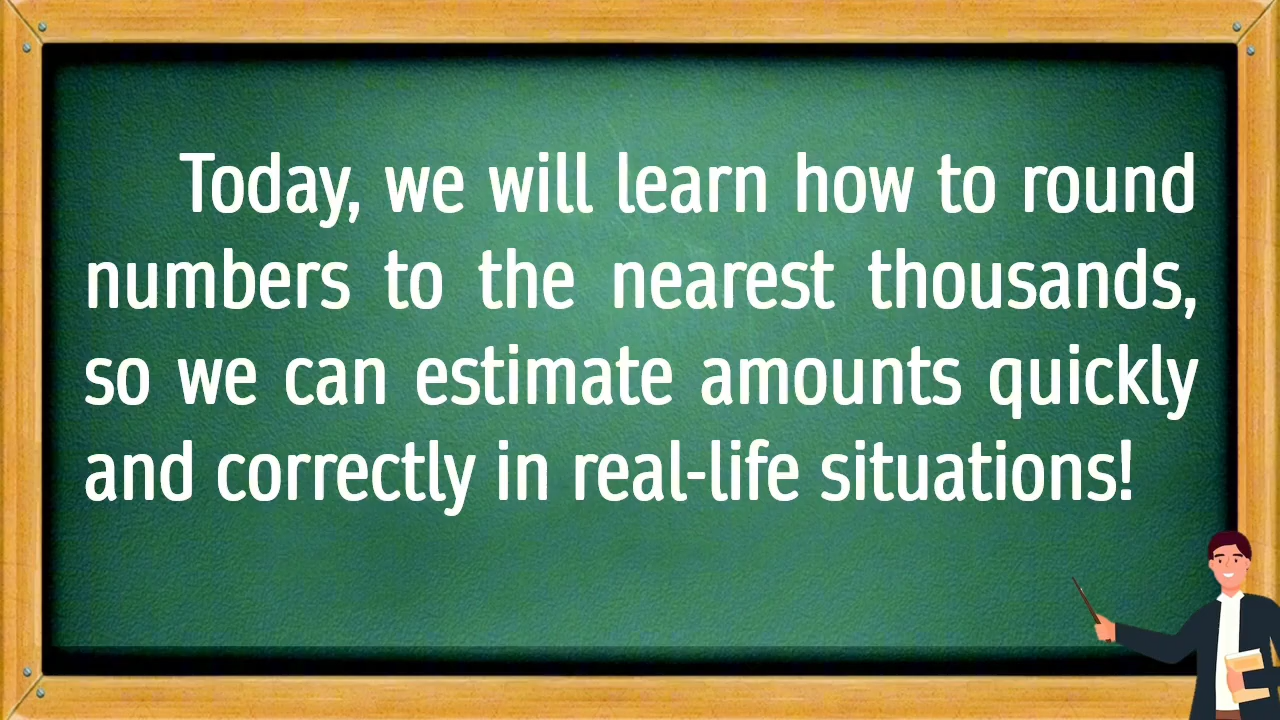 Today, we will learn how to round
numbers to the nearest thousands,
so we can estimate amounts quickly
and correctly in real-life situations!